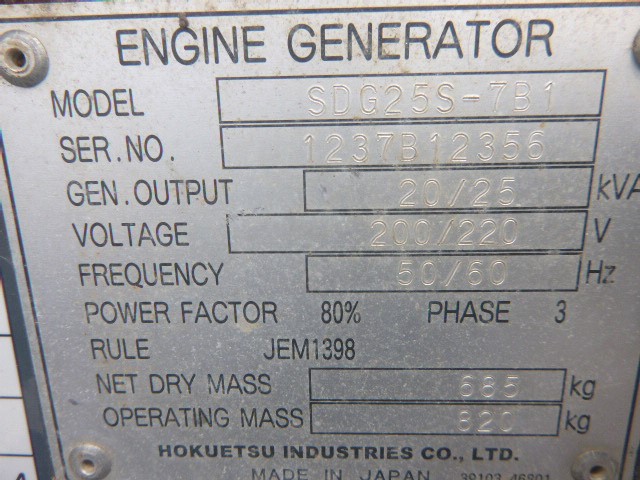 ENGINE GENERATOR
MODEL SDG25S-7B1
SER.NO. 1237B12356
GEN.OUTPUT 20/25 kVA
VOLTAGE 200/220 V
FREQUENCY 50/60 Hz
POWER FACTOR 80% PHASE 3
RULE JEM1398
NET DRY MASS 685 kg
OPERATING MASS 820 kg
HOKUETSU INDUSTRIES CO., LTD.
MADE IN JAPAN